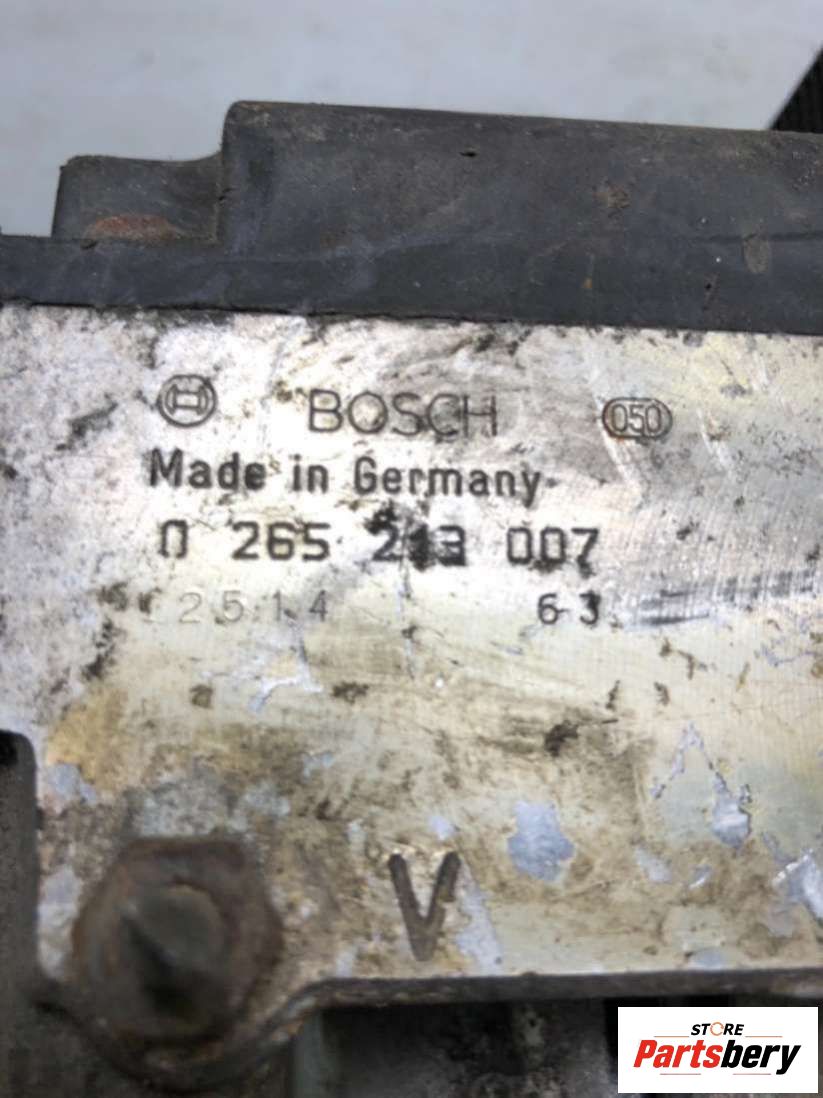 BOSCH 050
Made in Germany
0 265 213 007
2514 63
V
STORE
Partsbery